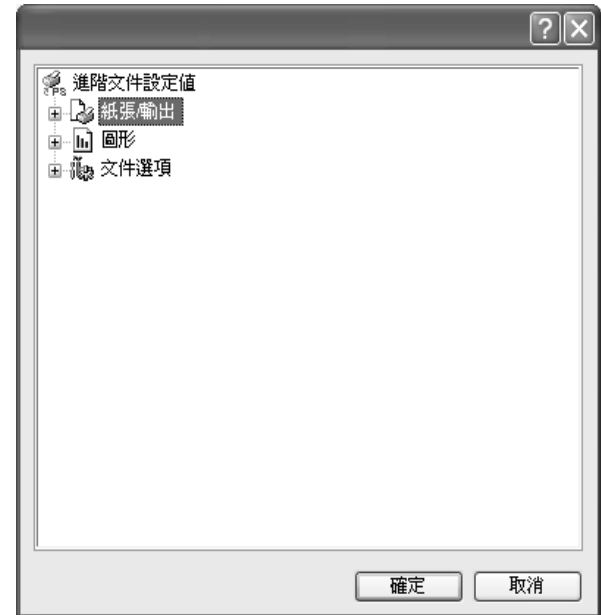 進階文件設定值
紙張/輸出
圖形
文件選項
確定
取消